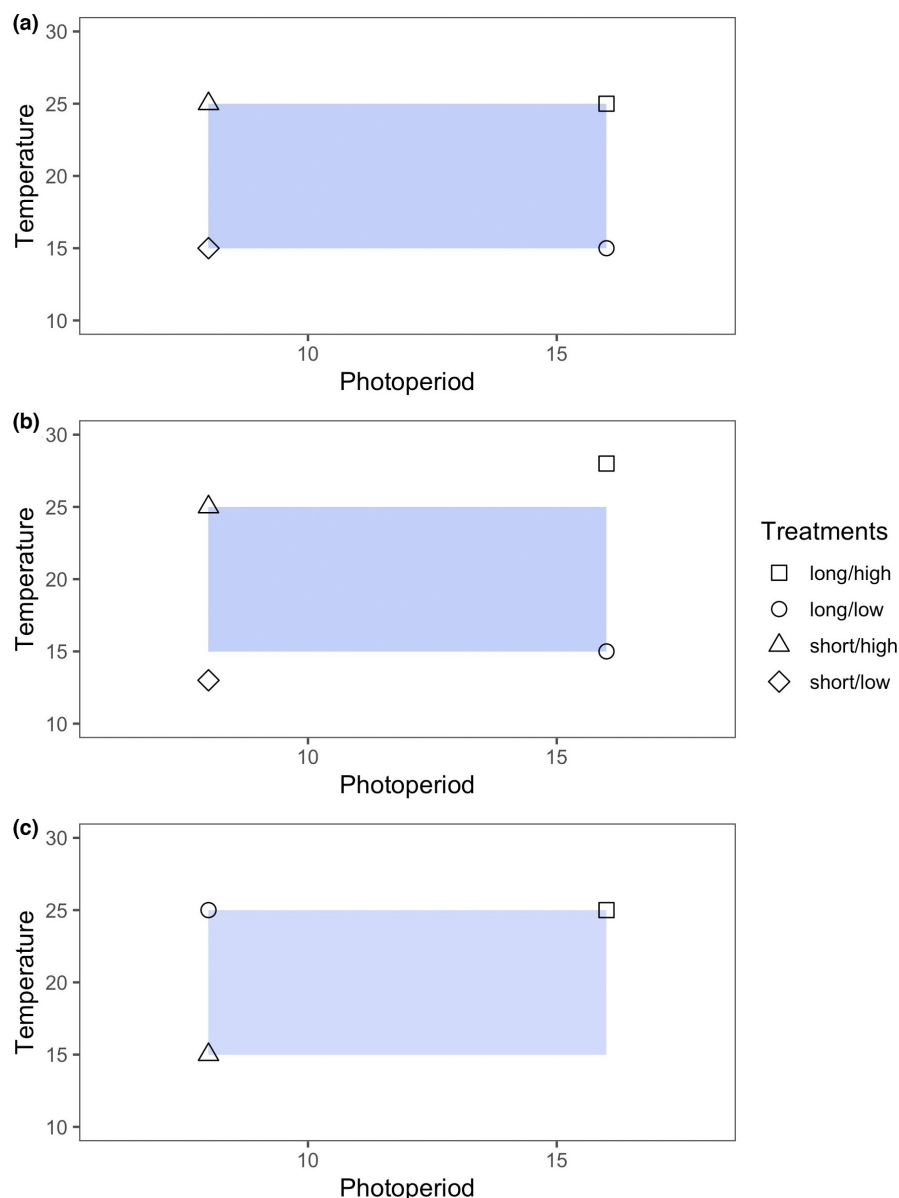 (a)
30
25
20
15
10
Temperature
10 15
Photoperiod
(b)
30
25
20
15
10
Temperature
10 15
Photoperiod
Treatments
long/high
long/low
short/high
short/low
(c)
30
25
20
15
10
Temperature
10 15
Photoperiod